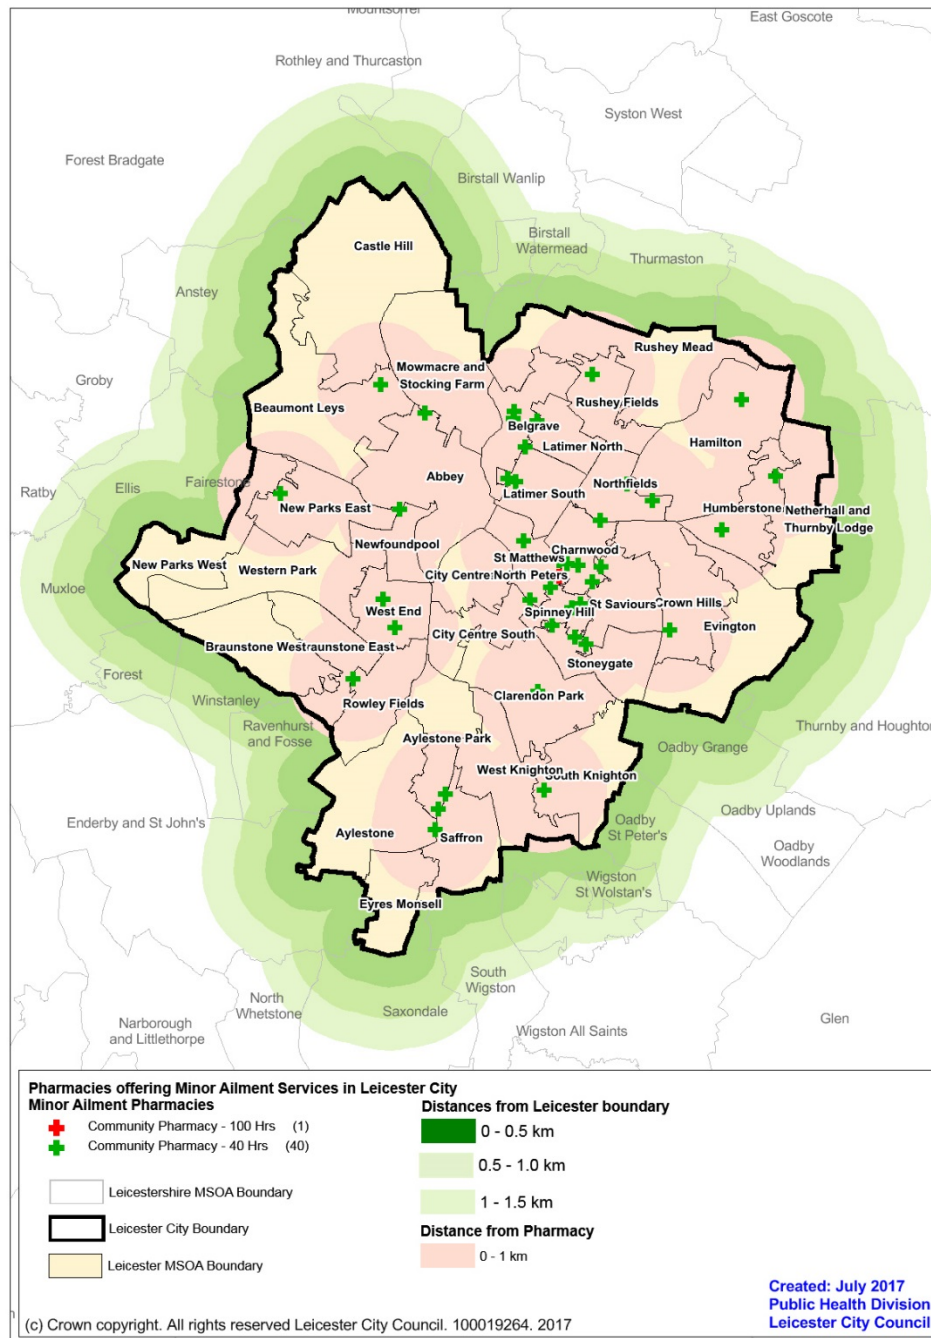 Mountsorrel
East Goscote
Rothley and Thurcaston
Syston West
Forest Bradgate
Birstall Wanlip
Birstall
Watermead
Thurmaston
Castle Hill
Anstey
Rushey Mead
Groby
Mowmacre and
Stocking Farm
Beaumont Leys
Rushey Fields
Belgrave
Latimer North
Hamilton
Abbey
Fairestone
Ellis
Ratby
Latimer South
Northfields
New Parks East
Humberstone
Netherhall and
Thurnby Lodge
Newfoundpool
Charnwood
St Matthews
New Parks West
Western Park
City Centre North
Peters
Muxloe
West End
Spinney Hill
St Saviours
Crown Hills
Evington
City Centre South
Braunstone West
raunstone East
Stoneygate
Forest
Winstanley
Rowley Fields
Clarendon Park
Ravenhurst
and Fosse
Thurnby and Houghton
Aylestone Park
Oadby Grange
West Knighton
South Knighton
Enderby and St John's
Oadby Uplands
Oadby
St Peter's
Aylestone
Saffron
Oadby
Woodlands
Wigston
St Wolstan's
Eyres Monsell
South
Wigston
North
Whetstone
Saxondale
Narborough
and Littlethorpe
Wigston All Saints
Glen
Pharmacies offering Minor Ailment Services in Leicester City
Minor Ailment Pharmacies
Community Pharmacy - 100 Hrs (1)
Community Pharmacy - 40 Hrs (40)
Leicestershire MSOA Boundary
Leicester City Boundary
Leicester MSOA Boundary
Distances from Leicester boundary
0 - 0.5 km
0.5 - 1.0 km
1 - 1.5 km
Distance from Pharmacy
0 - 1 km
Created: July 2017
Public Health Division
Leicester City Council
(c) Crown copyright. All rights reserved Leicester City Council. 100019264. 2017